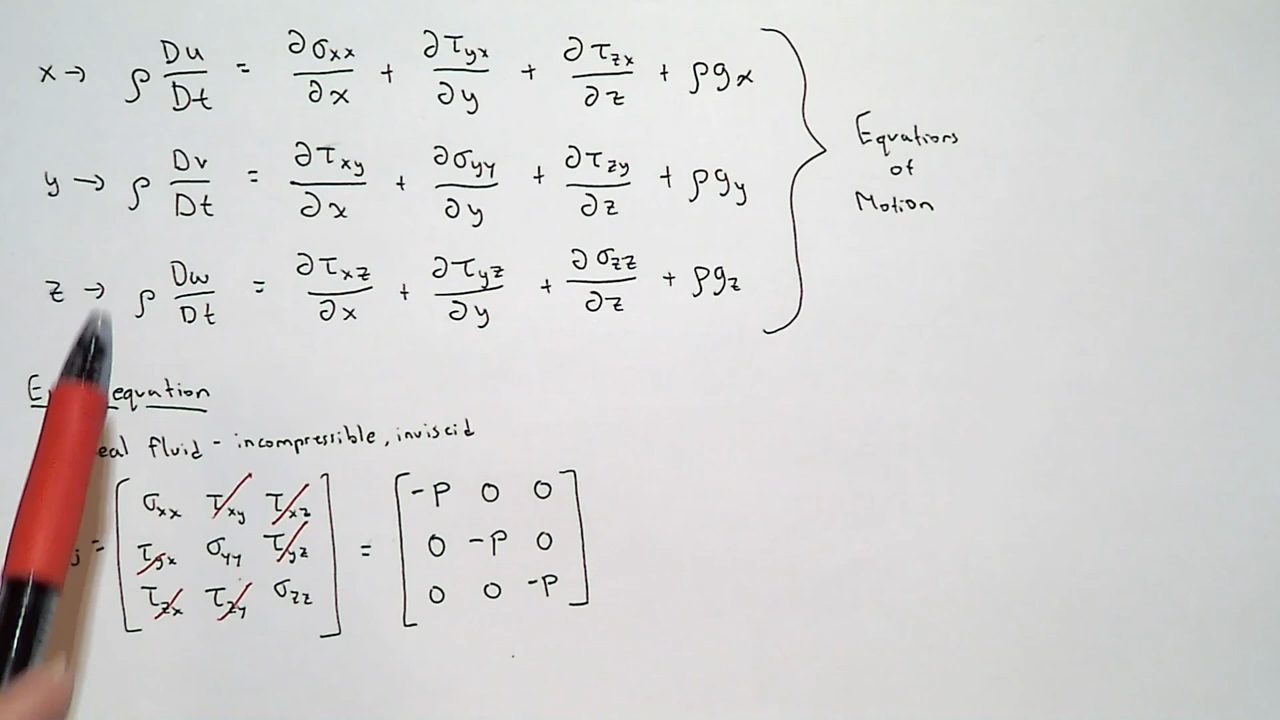 x → ρ Du/Dt = ∂σxx/∂x + ∂τyx/∂y + ∂τzx/∂z + ρgx
y → ρ Dv/Dt = ∂τxy/∂x + ∂σyy/∂y + ∂τzy/∂z + ρgy
z → ρ Dw/Dt = ∂τxz/∂x + ∂τyz/∂y + ∂σzz/∂z + ρgz
Equations
of
Motion
equation
fluid - incompressible, inviscid
[σxx τxy τxz] = [-P 0 0]
[τyx σyy τyz] = [0 -P 0]
[τzx τzy σzz] = [0 0 -P]